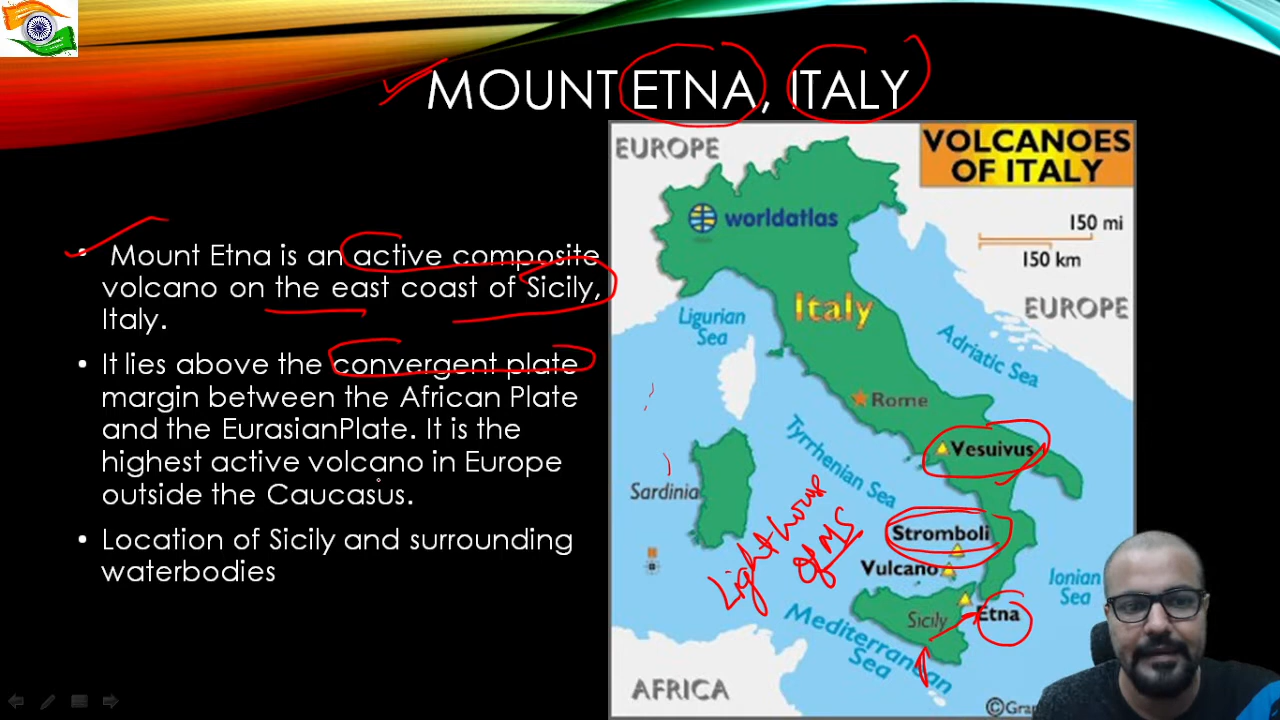 MOUNT ETNA, ITALY
• Mount Etna is an active composite
volcano on the east coast of Sicily,
Italy.
• It lies above the convergent plate
margin between the African Plate
and the EurasianPlate. It is the
highest active volcano in Europe
outside the Caucasus.
• Location of Sicily and surrounding
waterbodies
EUROPE
VOLCANOES
OF ITALY
worldatlas
150 mi
150 km
Italy
EUROPE
Ligurian
Sea
Adriatic Sea
Rome
Tyrrhenian Sea
Vesuivus
Sardinia
Stromboli
Light house
of MS
Vulcano
Ionian
Sea
Etna
Sicily
Mediterranean
Sea
AFRICA
©Grap